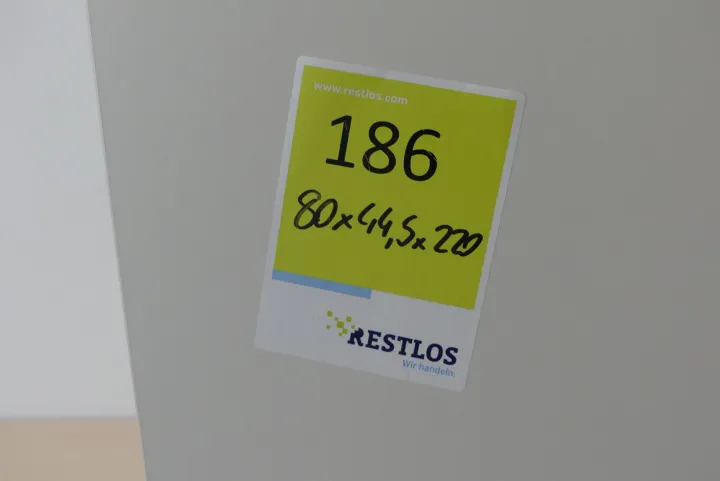 www.restlos.com
186
80x44,5x220
RESTLOS
Wir handeln.